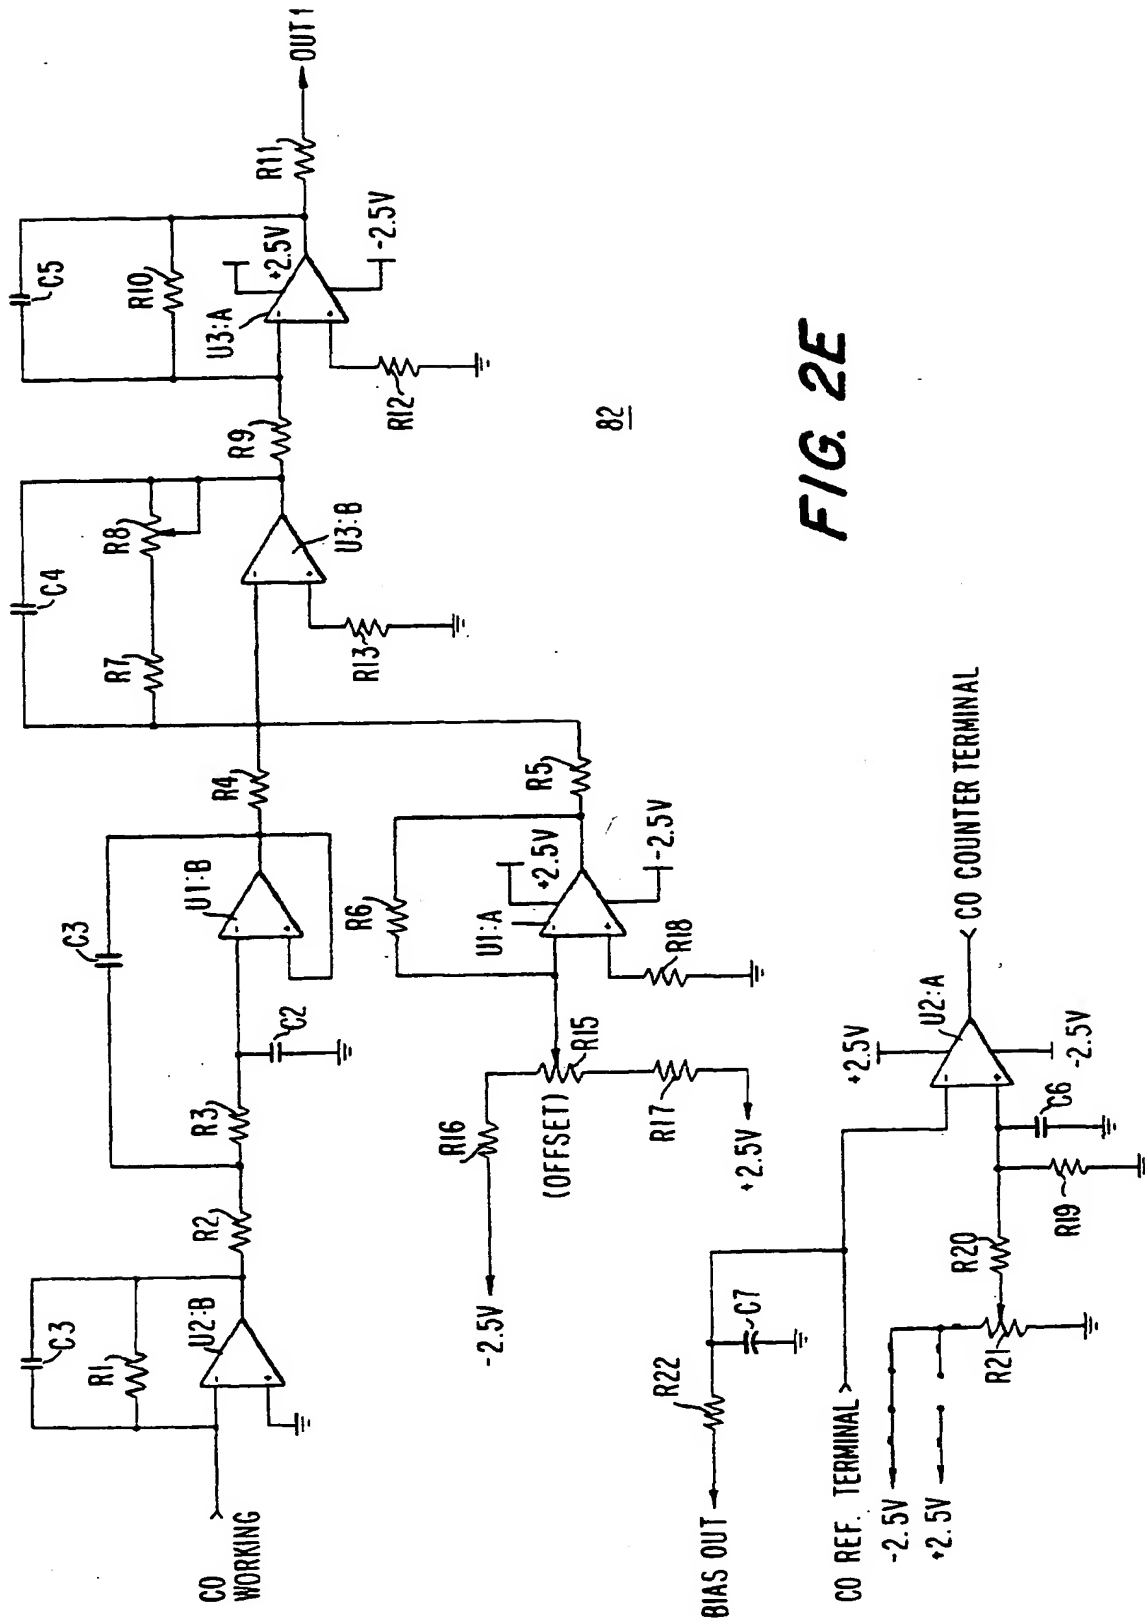 C5
R10
U3:A
+2.5V
-2.5V
R11
OUT 1
R12
R9
C4
R7
R8
U3:B
R13
C3
R1
U2:B
CO
WORKING
R2
R3
C3
C2
U1:B
R4
R5
R6
U1:A
+2.5V
-2.5V
R18
R16
-2.5V
(OFFSET)
R15
R17
+2.5V
82
BIAS OUT
R22
C7
CO REF. TERMINAL
-2.5V
+2.5V
R21
R20
R19
C6
+2.5V
U2:A
-2.5V
CO COUNTER TERMINAL
FIG. 2E